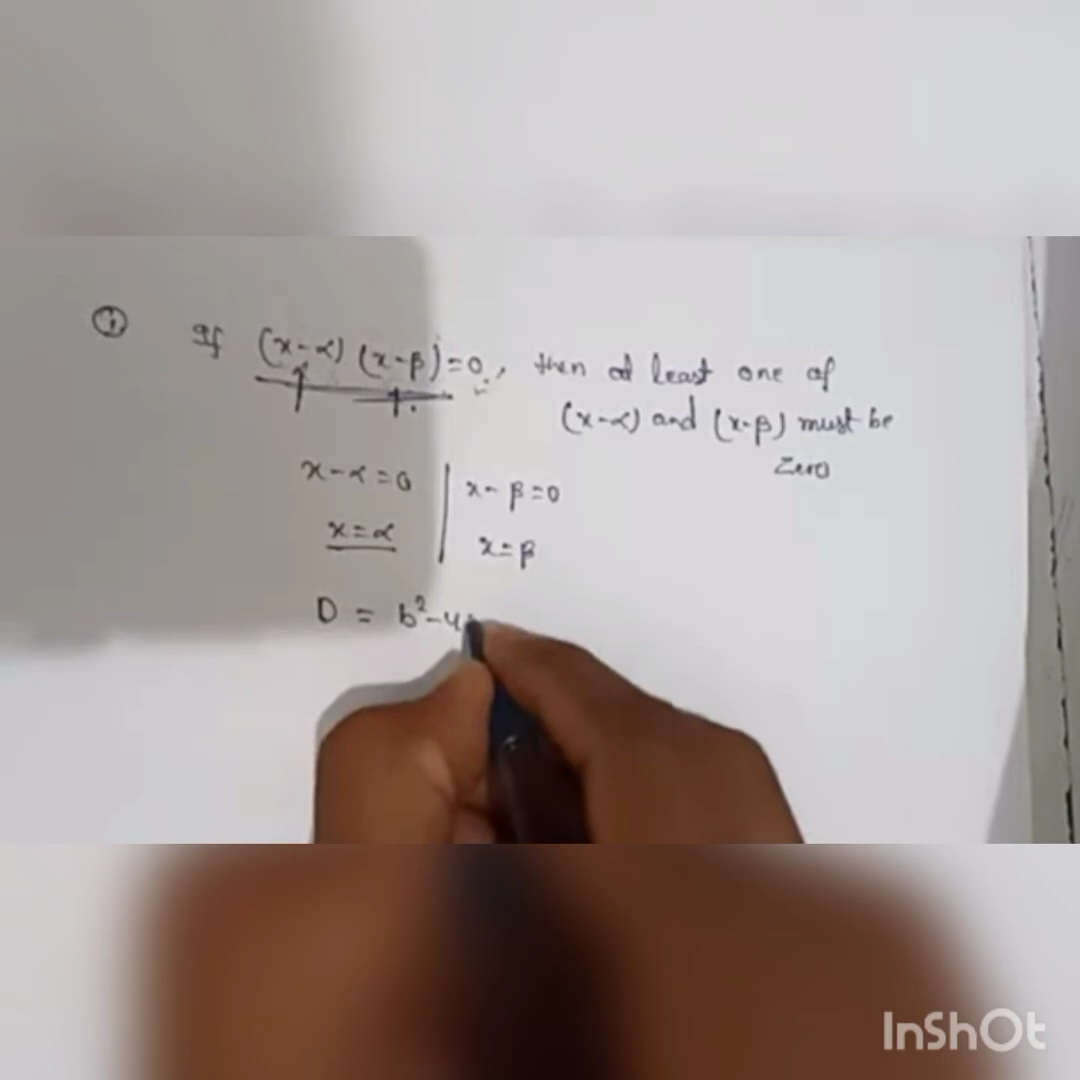 ① If (x-α) (x-β)=0, then at least one of
(x-α) and (x-β) must be
Zero
x-α=0 | x-β=0
x=α | x=β
D = b²-4
InShOt